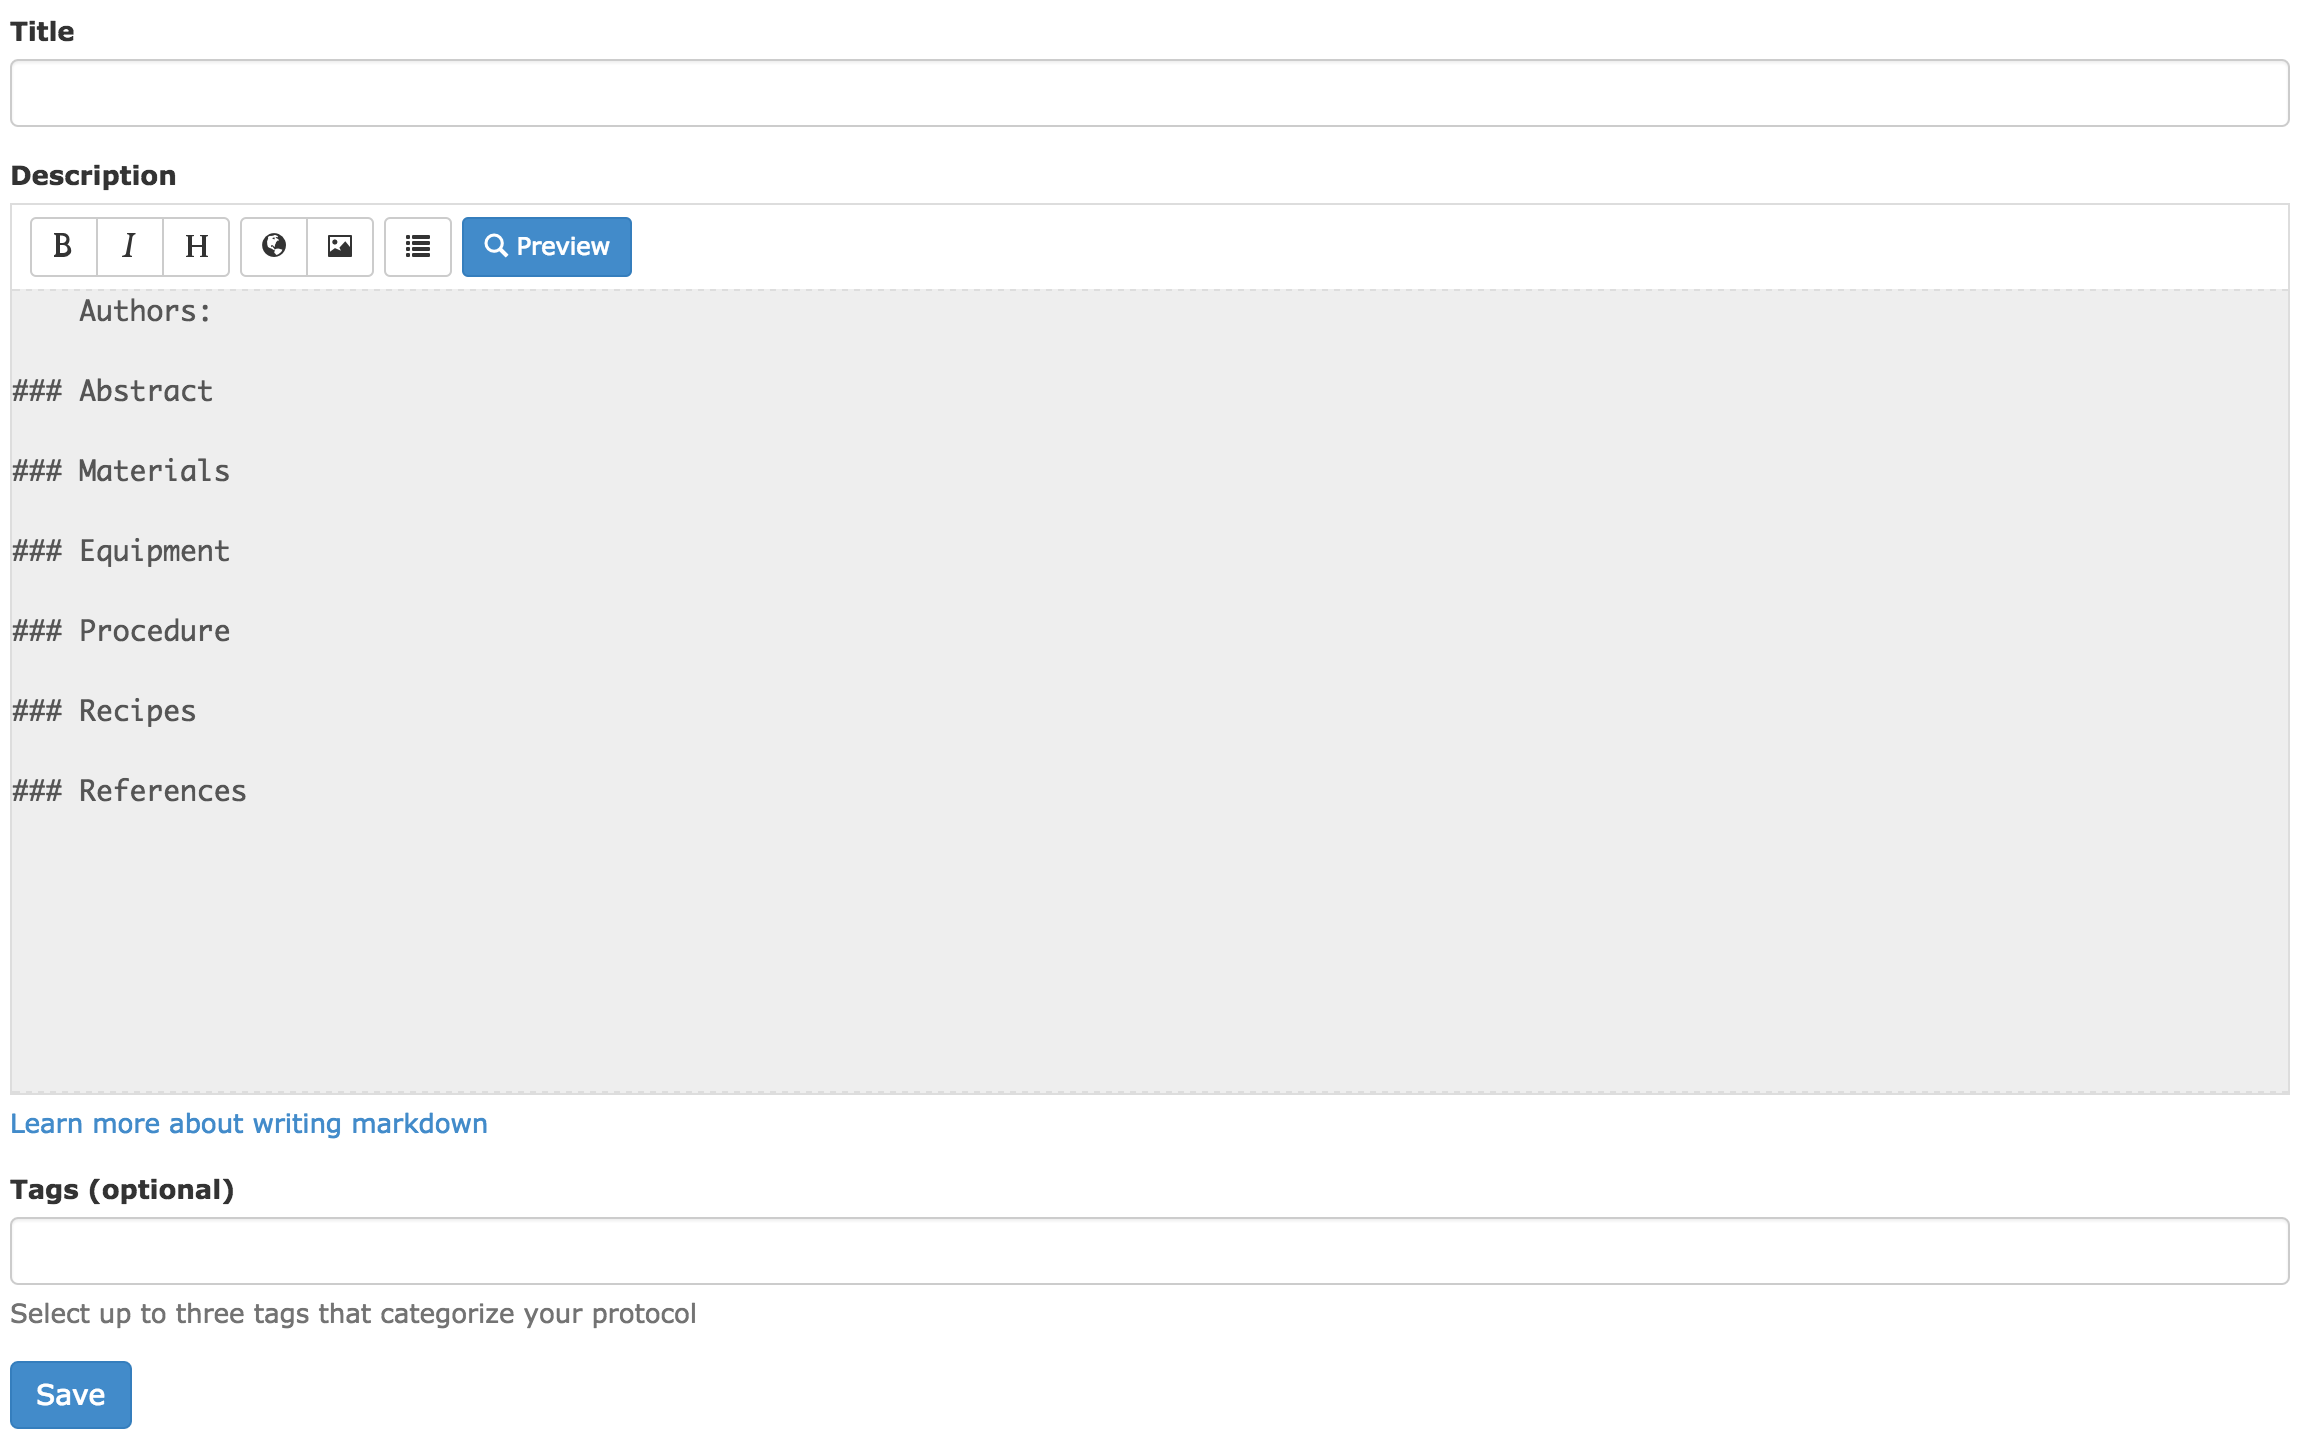 Title
Description
B I H Preview
Authors:
### Abstract
### Materials
### Equipment
### Procedure
### Recipes
### References
Learn more about writing markdown
Tags (optional)
Select up to three tags that categorize your protocol
Save